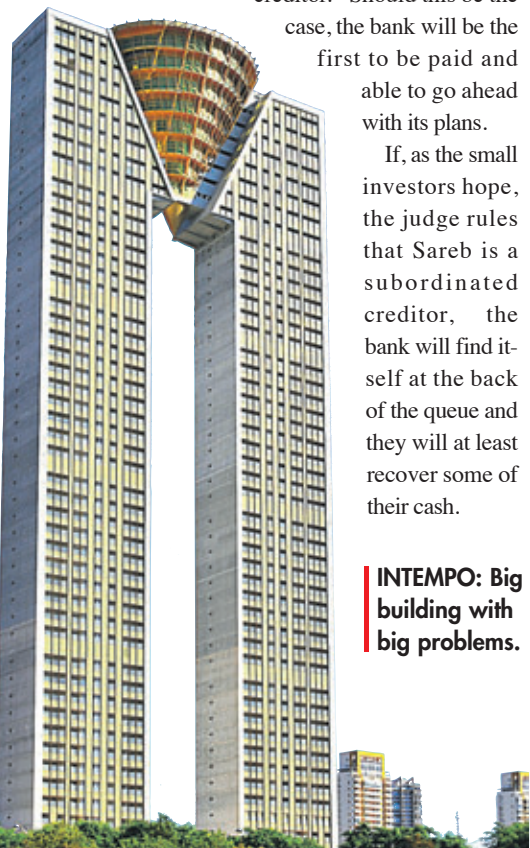 case, the bank will be the
first to be paid and
able to go ahead
with its plans.
If, as the small
investors hope,
the judge rules
that Sareb is a
subordinated
creditor, the
bank will find it-
self at the back
of the queue and
they will at least
recover some of
their cash.
INTEMPO: Big
building with
big problems.